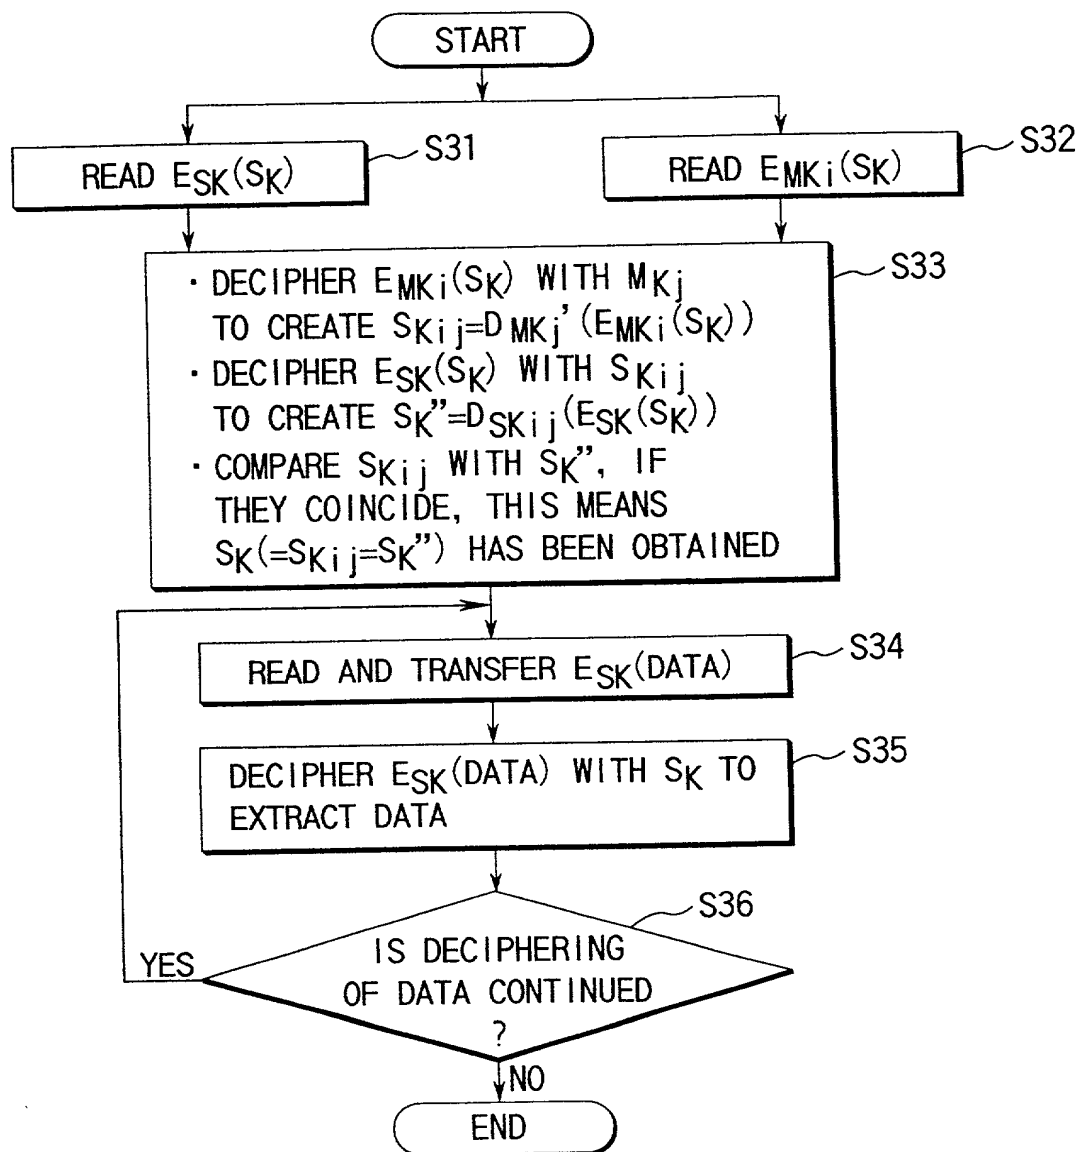 START
READ E_SK(S_K)
S31
READ E_MKi(S_K)
S32
· DECIPHER E_MKi(S_K) WITH M_Kj
TO CREATE S_Kij=D_MKj'(E_MKi(S_K))
· DECIPHER E_SK(S_K) WITH S_Kij
TO CREATE S_K"=D_SKij(E_SK(S_K))
· COMPARE S_Kij WITH S_K", IF
THEY COINCIDE, THIS MEANS
S_K(=S_Kij=S_K") HAS BEEN OBTAINED
S33
READ AND TRANSFER E_SK(DATA)
S34
DECIPHER E_SK(DATA) WITH S_K TO
EXTRACT DATA
S35
IS DECIPHERING
OF DATA CONTINUED
?
S36
YES
NO
END